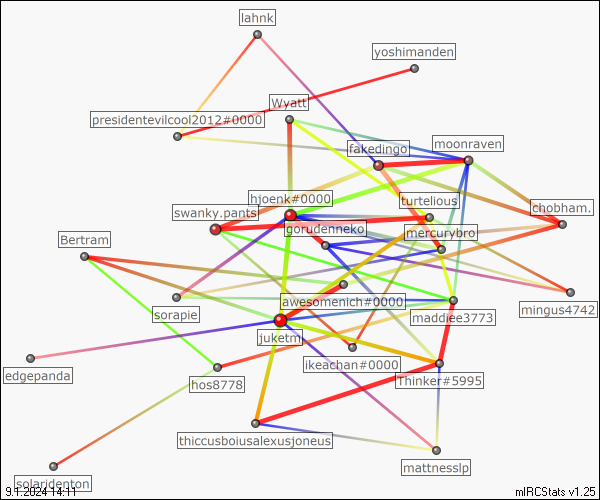 lahnk
yoshimanden
Wyatt
presidentevilcool2012#0000
moonraven
fakedingo
hjoenk#0000
turtelious
chobham.
swanky.pants
gorudenneko
mercurybro
Bertram
awesomenich#0000
sorapie
mingus4742
maddiee3773
juketm
ikeachan#0000
edgepanda
Thinker#5995
hos8778
thiccusboiusalexusjoneus
mattnesslp
solaridenton
9.1.2024 14:11
mIRCStats v1.25